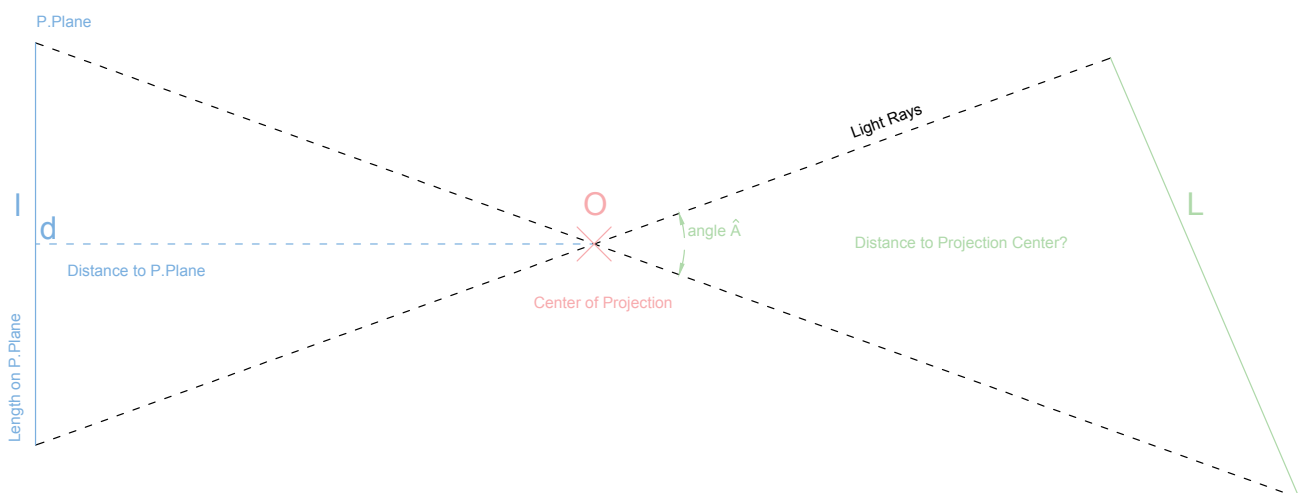 P.Plane
Light Rays
l
d
O
L
angle Â
Distance to Projection Center?
Distance to P.Plane
Center of Projection
Length on P.Plane